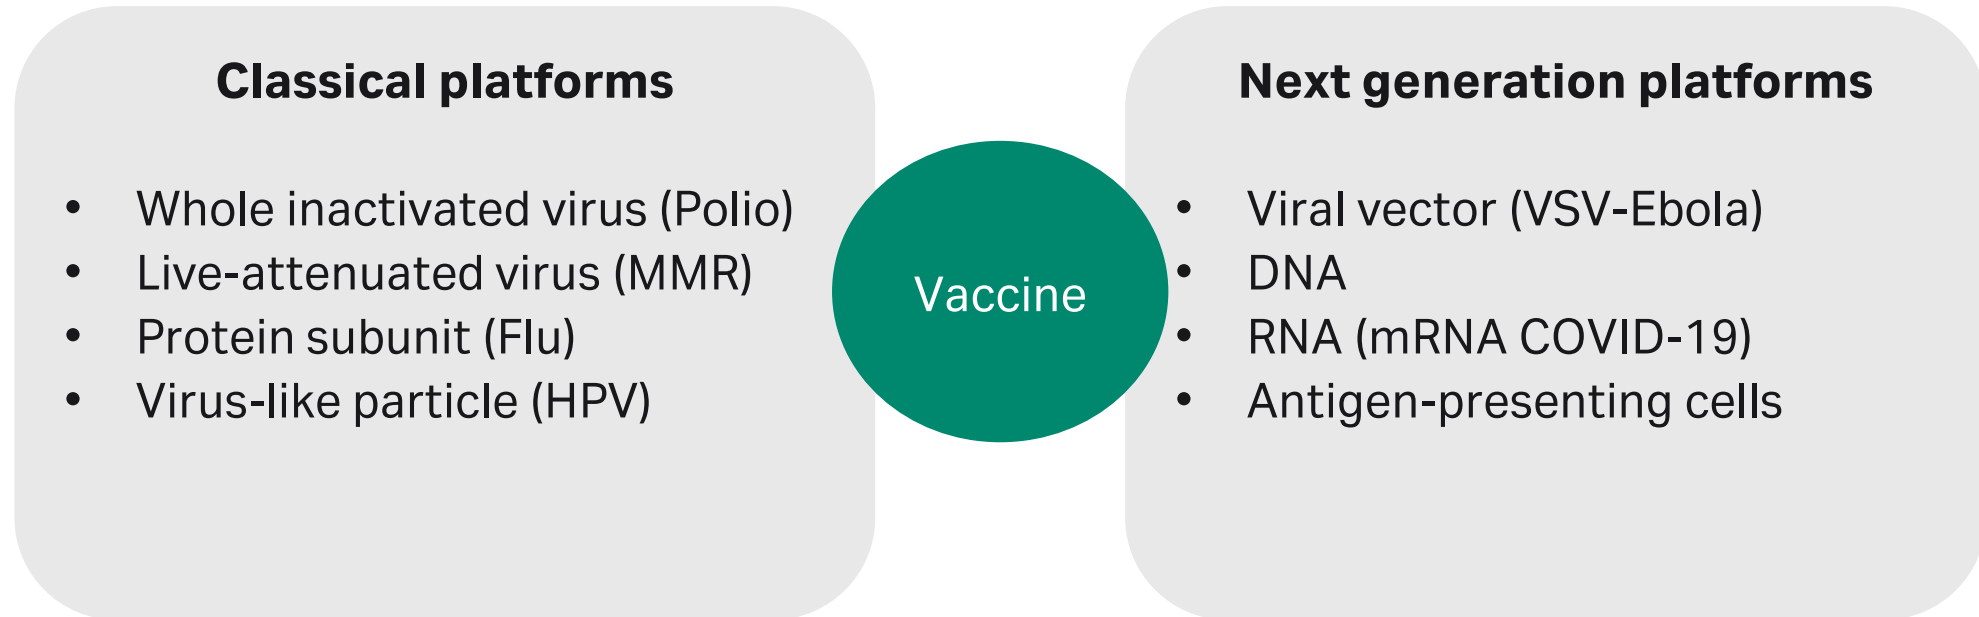 Classical platforms
• Whole inactivated virus (Polio)
• Live-attenuated virus (MMR)
• Protein subunit (Flu)
• Virus-like particle (HPV)
Vaccine
Next generation platforms
• Viral vector (VSV-Ebola)
• DNA
• RNA (mRNA COVID-19)
• Antigen-presenting cells